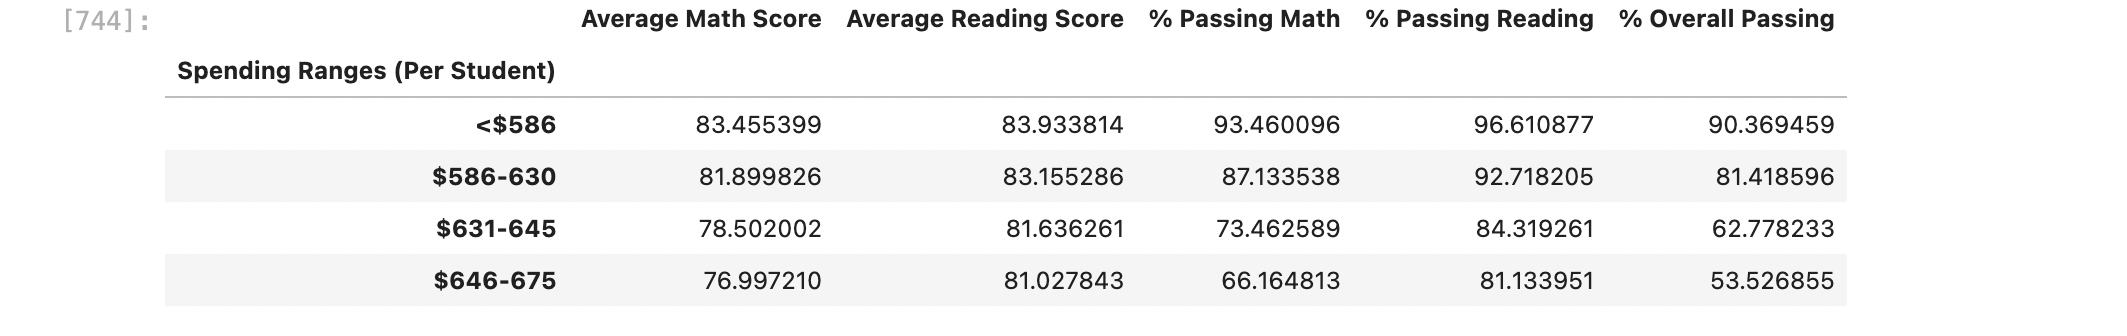 [744]: Average Math Score Average Reading Score % Passing Math % Passing Reading % Overall Passing
Spending Ranges (Per Student)
<$586 83.455399 83.933814 93.460096 96.610877 90.369459
$586-630 81.899826 83.155286 87.133538 92.718205 81.418596
$631-645 78.502002 81.636261 73.462589 84.319261 62.778233
$646-675 76.997210 81.027843 66.164813 81.133951 53.526855